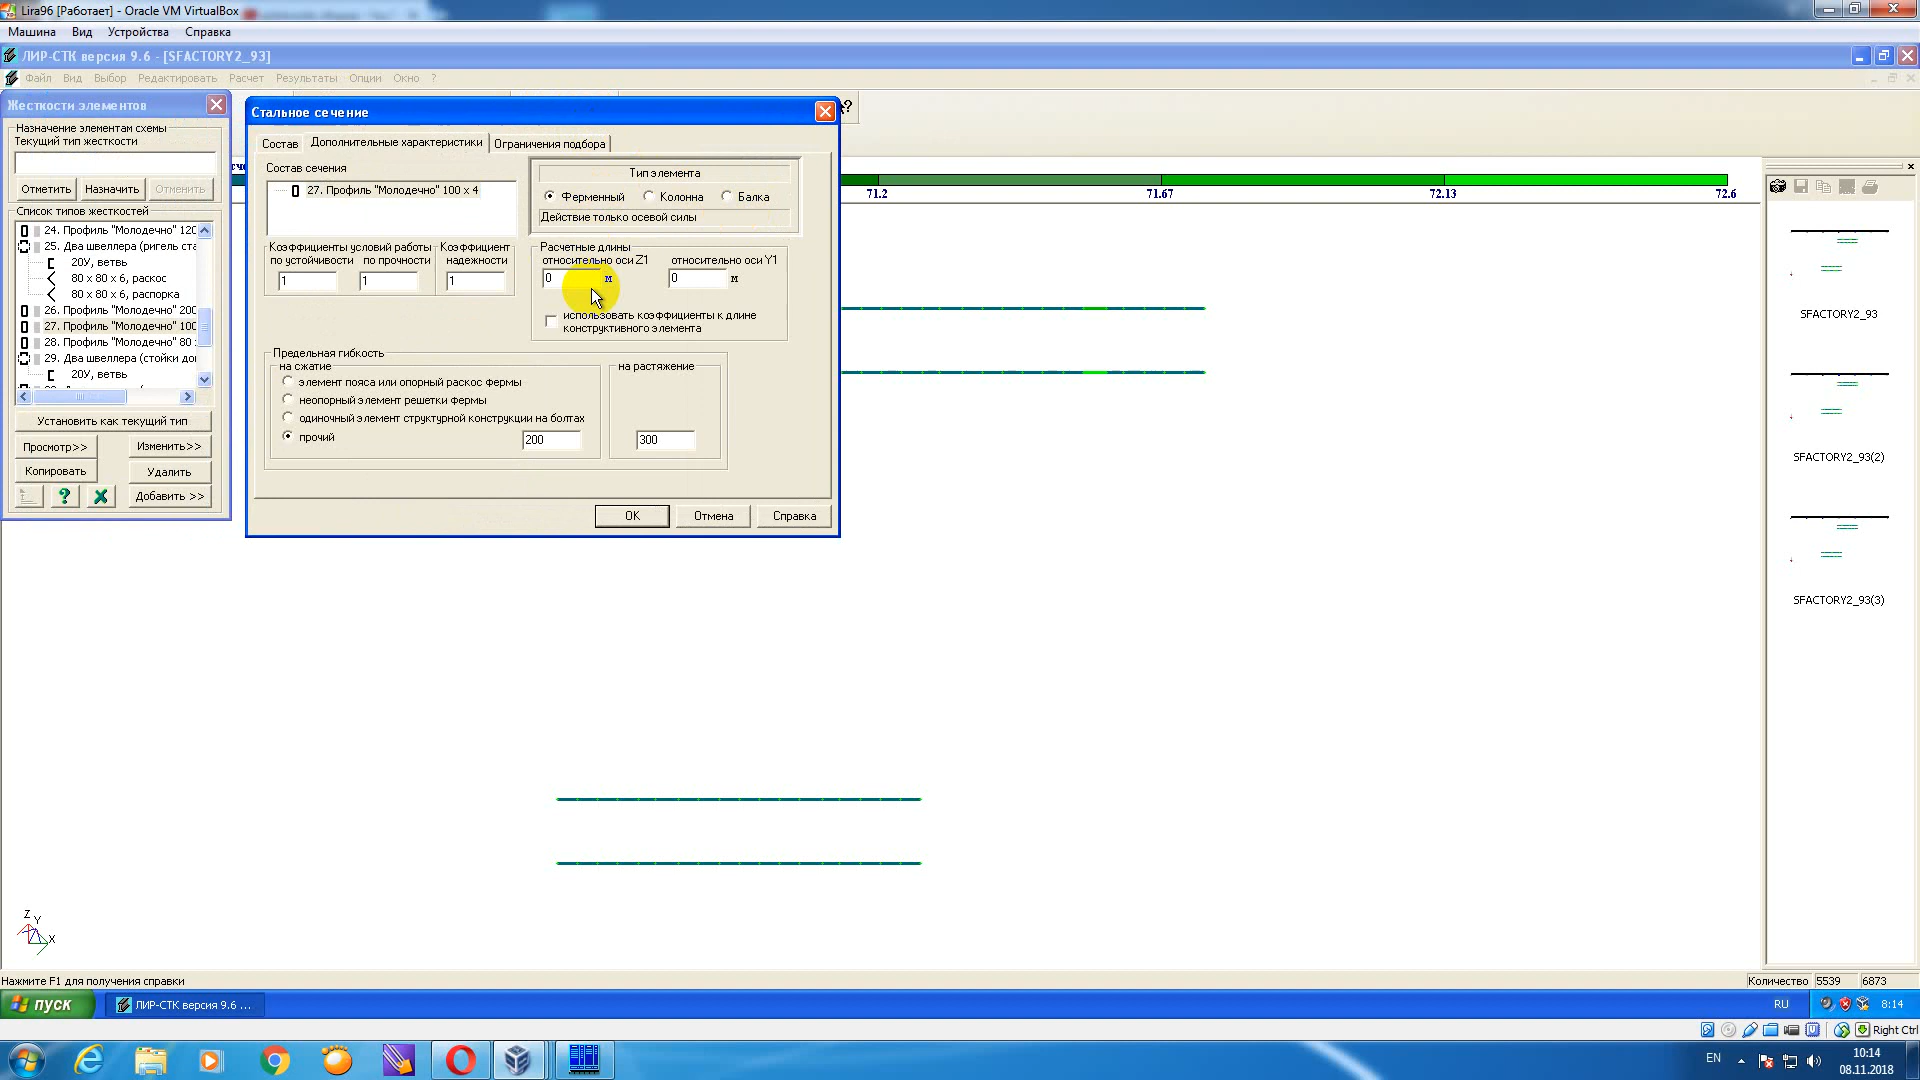 Lira96 [Работает] - Oracle VM VirtualBox
Машина Вид Устройства Справка
ЛИР-СТК версия 9.6 - [SFACTORY2_93]
Файл Вид Выбор Редактировать Расчет Результаты Опции Окно ?
Жесткости элементов
Назначение элементам схемы
Текущий тип жесткости
Отметить Назначить Отменить
Список типов жесткостей
24. Профиль "Молодечно" 120
25. Два швеллера (ригель ста
20У, ветвь
80 x 80 x 6, раскос
80 x 80 x 6, распорка
26. Профиль "Молодечно" 200
27. Профиль "Молодечно" 100
28. Профиль "Молодечно" 80
29. Два швеллера (стойки до
20У, ветвь
Установить как текущий тип
Просмотр>> Изменить>>
Копировать Удалить
? Добавить >>
Стальное сечение
Состав Дополнительные характеристики Ограничения подбора
Состав сечения
27. Профиль "Молодечно" 100 x 4
Тип элемента
Ферменный Колонна Балка
Действие только осевой силы
Коэффициенты условий работы
по устойчивости по прочности
1 1
Коэффициент
надежности
1
Расчетные длины
относительно оси Z1 относительно оси Y1
0 м 0 м
использовать коэффициенты к длине
конструктивного элемента
Предельная гибкость
на сжатие на растяжение
элемент пояса или опорный раскос фермы
неопорный элемент решетки фермы
одиночный элемент структурной конструкции на болтах
прочий 200 300
OK Отмена Справка
71.2 71.67 72.13 72.6
SFACTORY2_93
SFACTORY2_93(2)
SFACTORY2_93(3)
Z
Y
X
Нажмите F1 для получения справки Количество 5539 6873
пуск ЛИР-СТК версия 9.6 ... RU 8:14
Right Ctrl
EN 10:14
08.11.2018